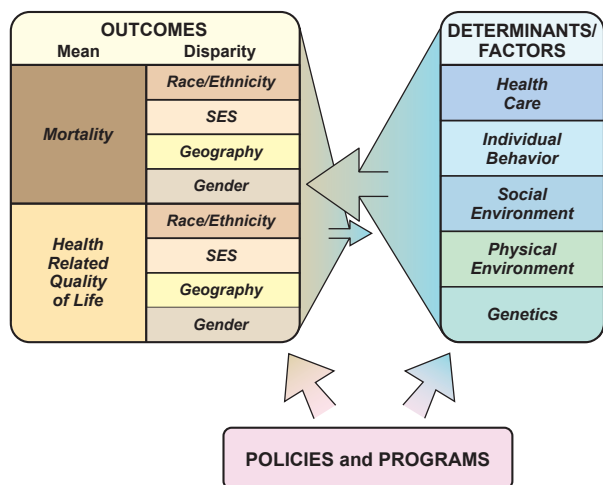 OUTCOMES
Mean
Disparity
Mortality
Race/Ethnicity
SES
Geography
Gender
Health
Related
Quality
of Life
Race/Ethnicity
SES
Geography
Gender
DETERMINANTS/
FACTORS
Health
Care
Individual
Behavior
Social
Environment
Physical
Environment
Genetics
POLICIES and PROGRAMS